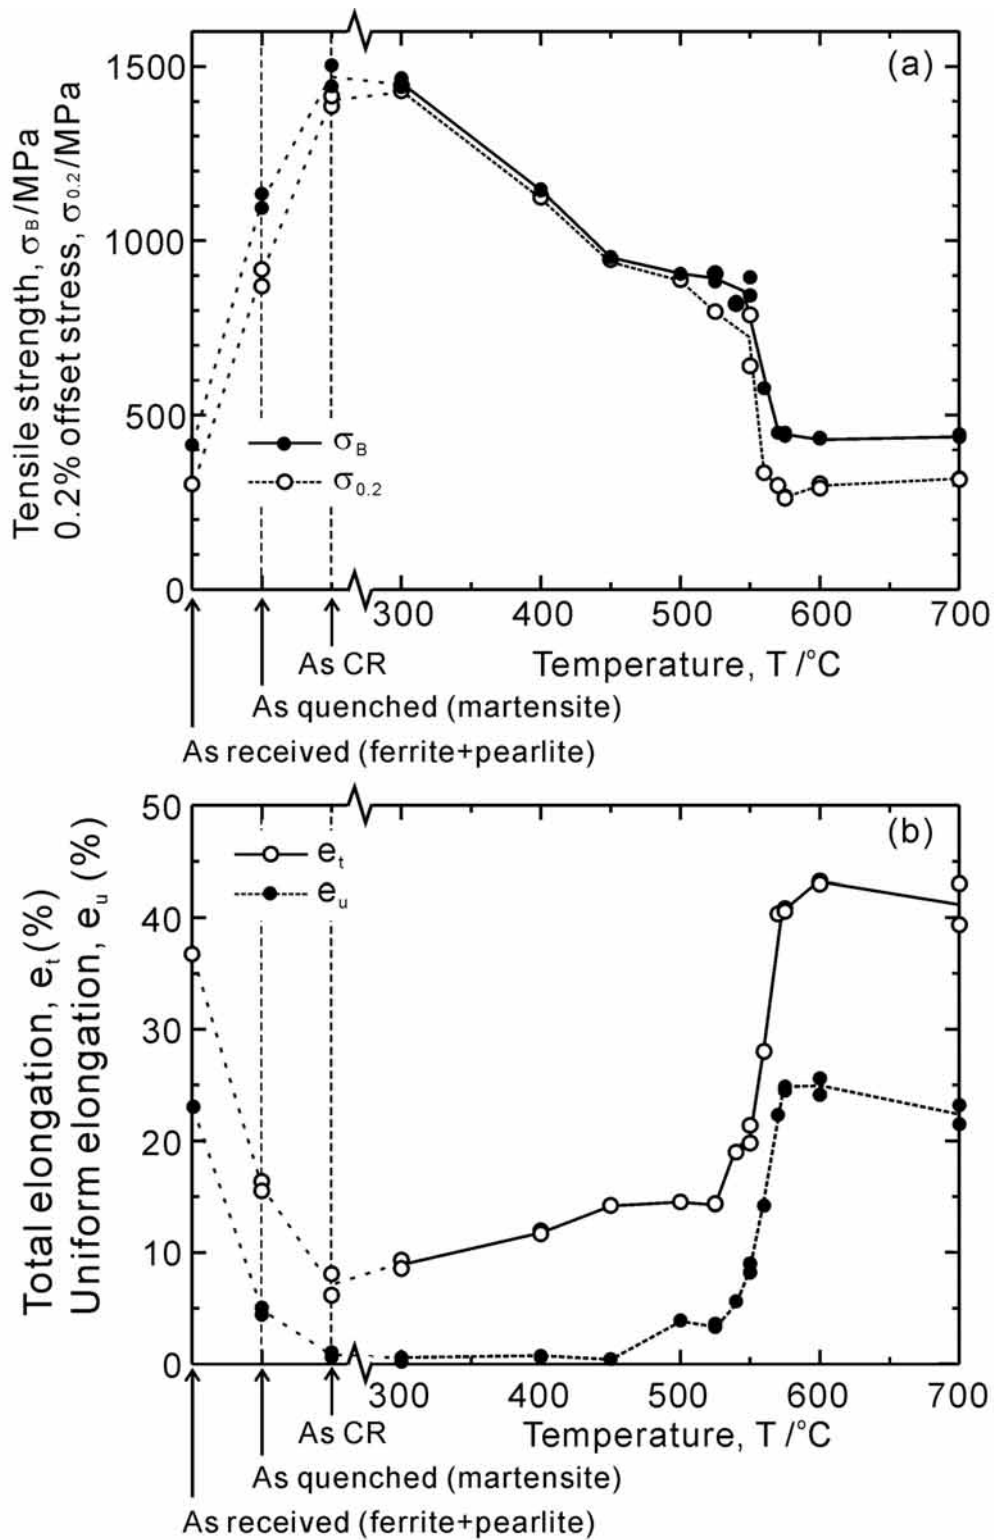 (a)
Tensile strength, σB/MPa
0.2% offset stress, σ0.2/MPa
1500
1000
500
0
σB
σ0.2
300 400 500 600 700
As CR
Temperature, T /°C
As quenched (martensite)
As received (ferrite+pearlite)
(b)
Total elongation, et (%)
Uniform elongation, eu (%)
50
40
30
20
10
0
et
eu
300 400 500 600 700
As CR
Temperature, T /°C
As quenched (martensite)
As received (ferrite+pearlite)